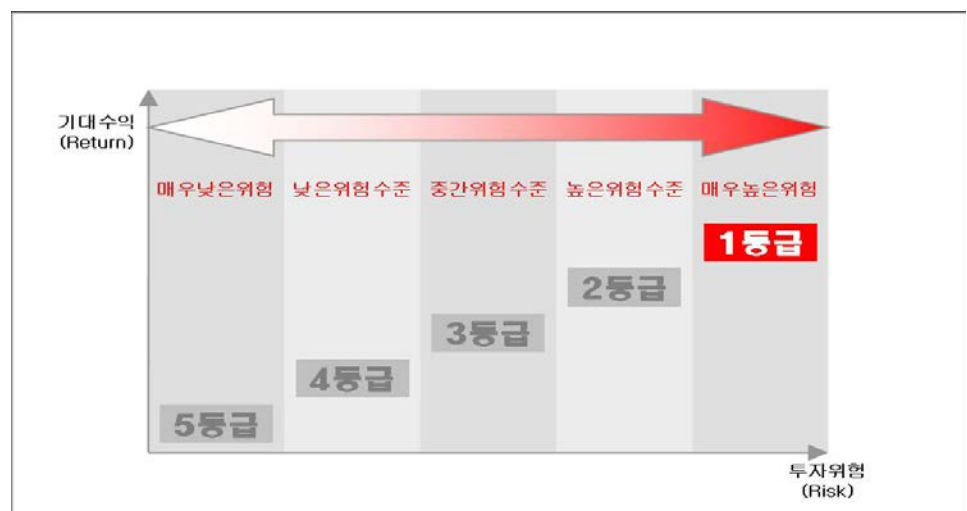 기대수익
(Return)
매우낮은위험 낮은위험수준 중간위험수준 높은위험수준 매우높은위험
1등급
2등급
3등급
4등급
5등급
투자위험
(Risk)